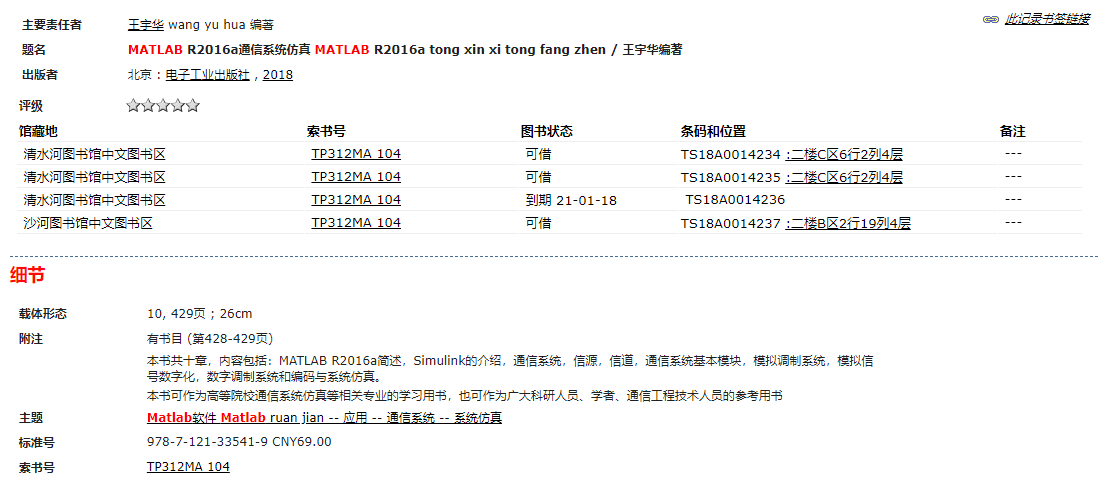 此记录书签链接
主要责任者 王宇华 wang yu hua 编著
题名 MATLAB R2016a通信系统仿真 MATLAB R2016a tong xin xi tong fang zhen / 王宇华编著
出版者 北京 : 电子工业出版社 , 2018
评级
馆藏地 索书号 图书状态 条码和位置 备注
清水河图书馆中文图书区 TP312MA 104 可借 TS18A0014234 :二楼C区6行2列4层 ---
清水河图书馆中文图书区 TP312MA 104 可借 TS18A0014235 :二楼C区6行2列4层 ---
清水河图书馆中文图书区 TP312MA 104 到期 21-01-18 TS18A0014236 ---
沙河图书馆中文图书区 TP312MA 104 可借 TS18A0014237 :二楼B区2行19列4层 ---
细节
载体形态 10, 429页 ; 26cm
附注 有书目 (第428-429页)
本书共十章，内容包括：MATLAB R2016a简述，Simulink的介绍，通信系统，信源，信道，通信系统基本模块，模拟调制系统，模拟信
号数字化，数字调制系统和编码与系统仿真。
本书可作为高等院校通信系统仿真等相关专业的学习用书，也可作为广大科研人员、学者、通信工程技术人员的参考用书
主题 Matlab软件 Matlab ruan jian -- 应用 -- 通信系统 -- 系统仿真
标准号 978-7-121-33541-9 CNY69.00
索书号 TP312MA 104